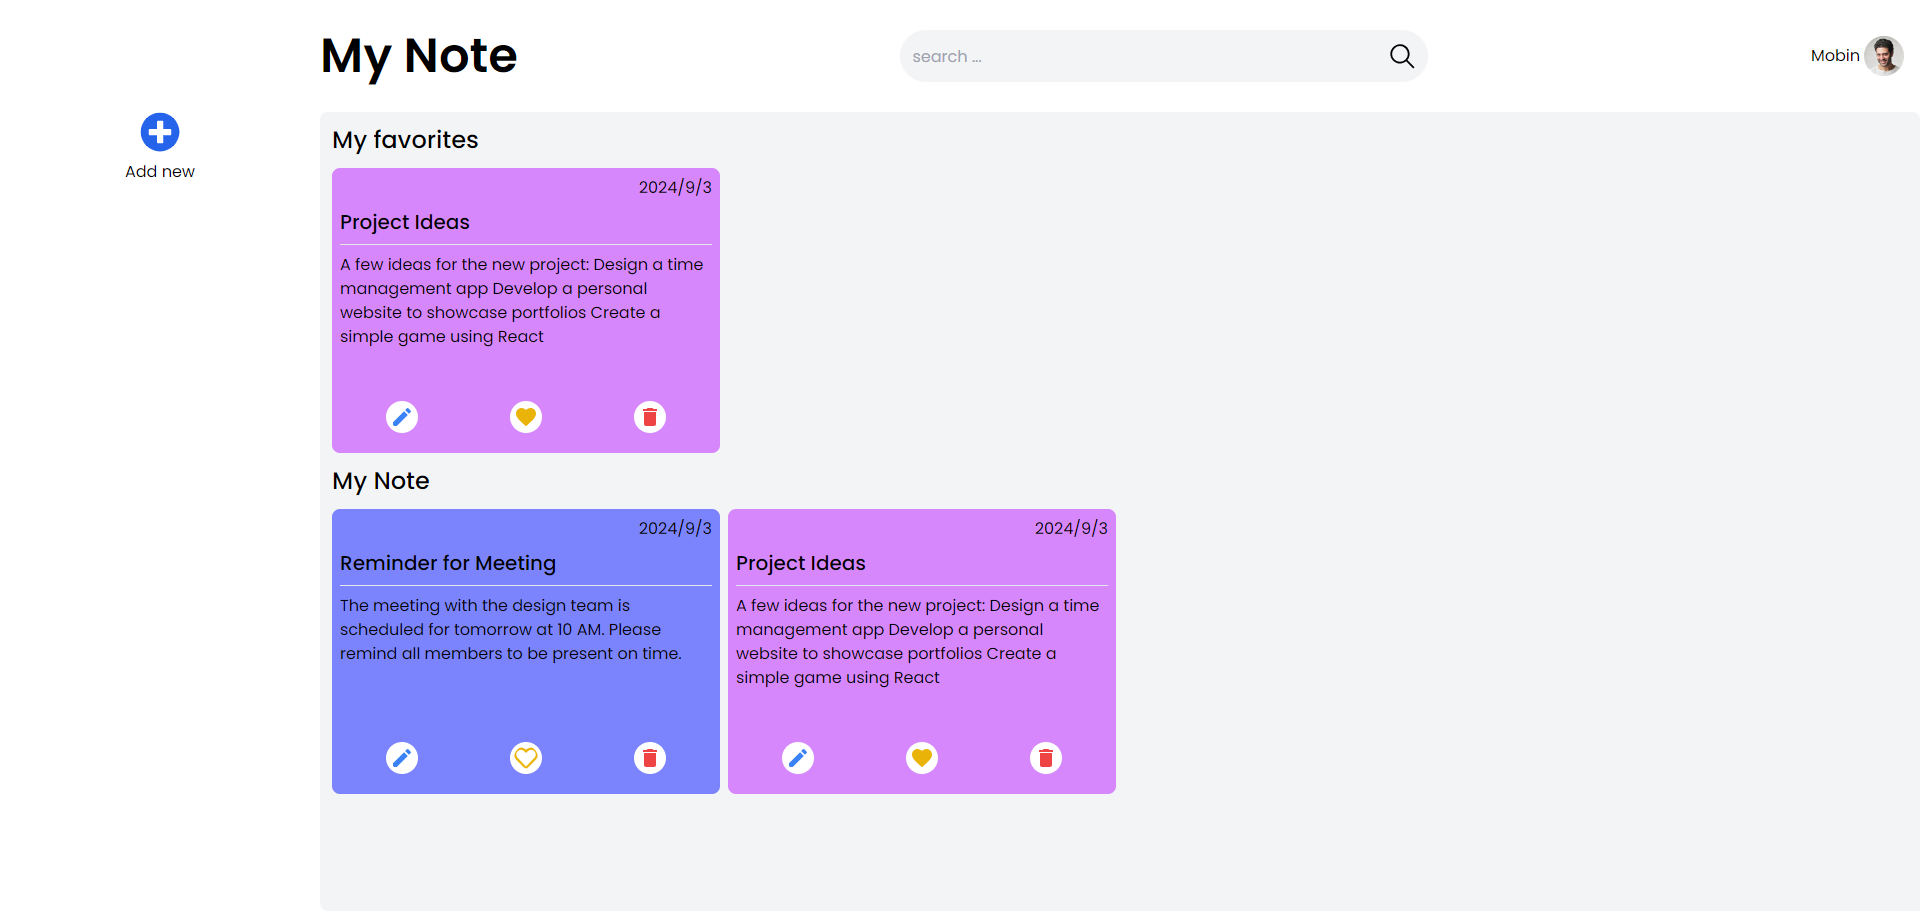 My Note
search ...
Mobin
Add new
My favorites
2024/9/3
Project Ideas
A few ideas for the new project: Design a time
management app Develop a personal
website to showcase portfolios Create a
simple game using React
My Note
2024/9/3
Reminder for Meeting
The meeting with the design team is
scheduled for tomorrow at 10 AM. Please
remind all members to be present on time.
2024/9/3
Project Ideas
A few ideas for the new project: Design a time
management app Develop a personal
website to showcase portfolios Create a
simple game using React